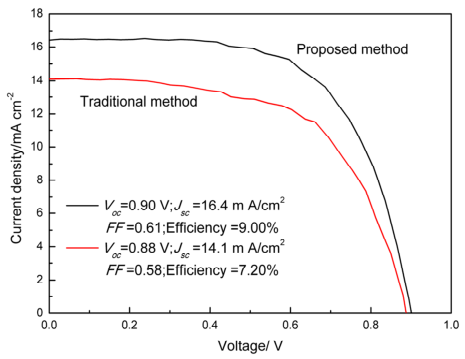 18
16
14
12
10
8
6
4
2
0
Current density/mA cm⁻²
Proposed method
Traditional method
Voc=0.90 V;Jsc=16.4 m A/cm²
FF=0.61;Efficiency=9.00%
Voc=0.88 V;Jsc=14.1 m A/cm²
FF=0.58;Efficiency =7.20%
0.0 0.2 0.4 0.6 0.8 1.0
Voltage/ V